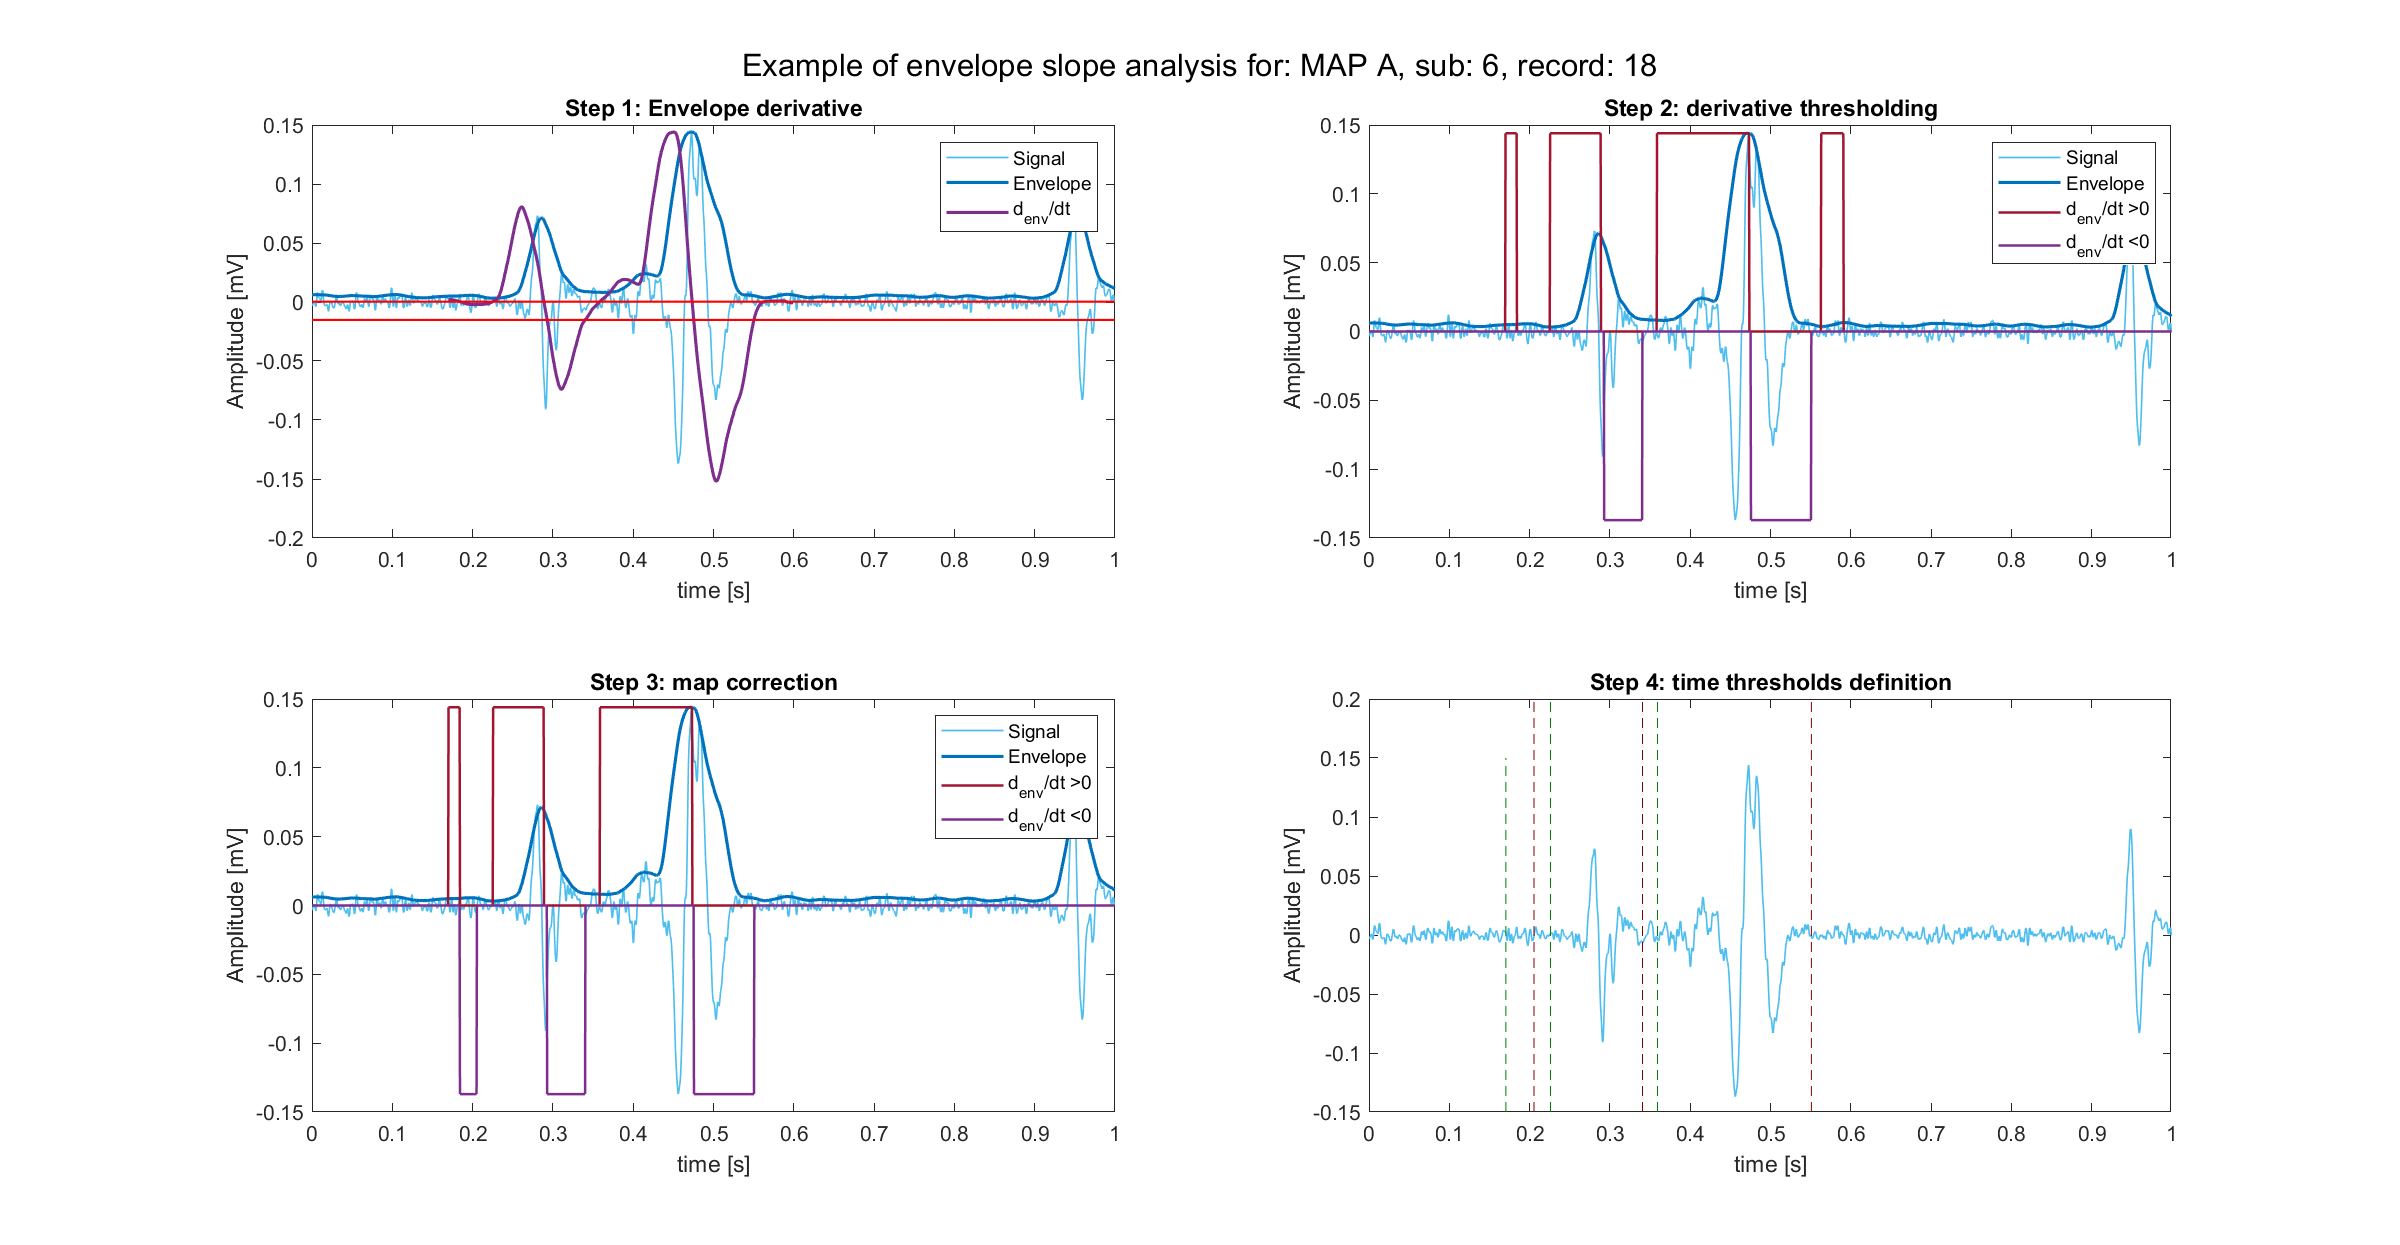 Example of envelope slope analysis for: MAP A, sub: 6, record: 18
Step 1: Envelope derivative
0.15
0.1
0.05
0
-0.05
-0.1
-0.15
-0.2
Amplitude [mV]
0 0.1 0.2 0.3 0.4 0.5 0.6 0.7 0.8 0.9 1
time [s]
Signal
Envelope
d_env/dt
Step 2: derivative thresholding
0.15
0.1
0.05
0
-0.05
-0.1
-0.15
Amplitude [mV]
0 0.1 0.2 0.3 0.4 0.5 0.6 0.7 0.8 0.9 1
time [s]
Signal
Envelope
d_env/dt >0
d_env/dt <0
Step 3: map correction
0.15
0.1
0.05
0
-0.05
-0.1
-0.15
Amplitude [mV]
0 0.1 0.2 0.3 0.4 0.5 0.6 0.7 0.8 0.9 1
time [s]
Signal
Envelope
d_env/dt >0
d_env/dt <0
Step 4: time thresholds definition
0.2
0.15
0.1
0.05
0
-0.05
-0.1
-0.15
Amplitude [mV]
0 0.1 0.2 0.3 0.4 0.5 0.6 0.7 0.8 0.9 1
time [s]